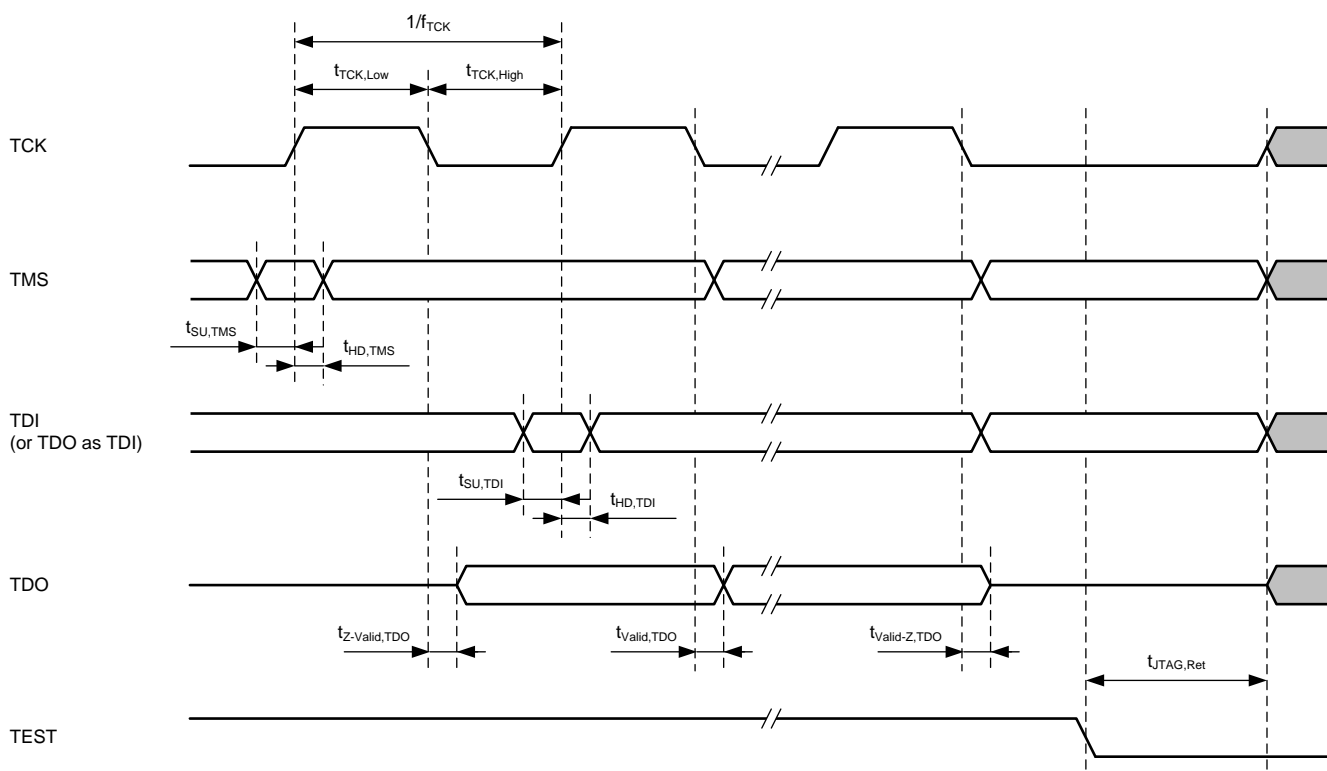 1/fTCK
tTCK,Low
tTCK,High
TCK
TMS
tSU,TMS
tHD,TMS
TDI
(or TDO as TDI)
tSU,TDI
tHD,TDI
TDO
tZ-Valid,TDO
tValid,TDO
tValid-Z,TDO
tJTAG,Ret
TEST